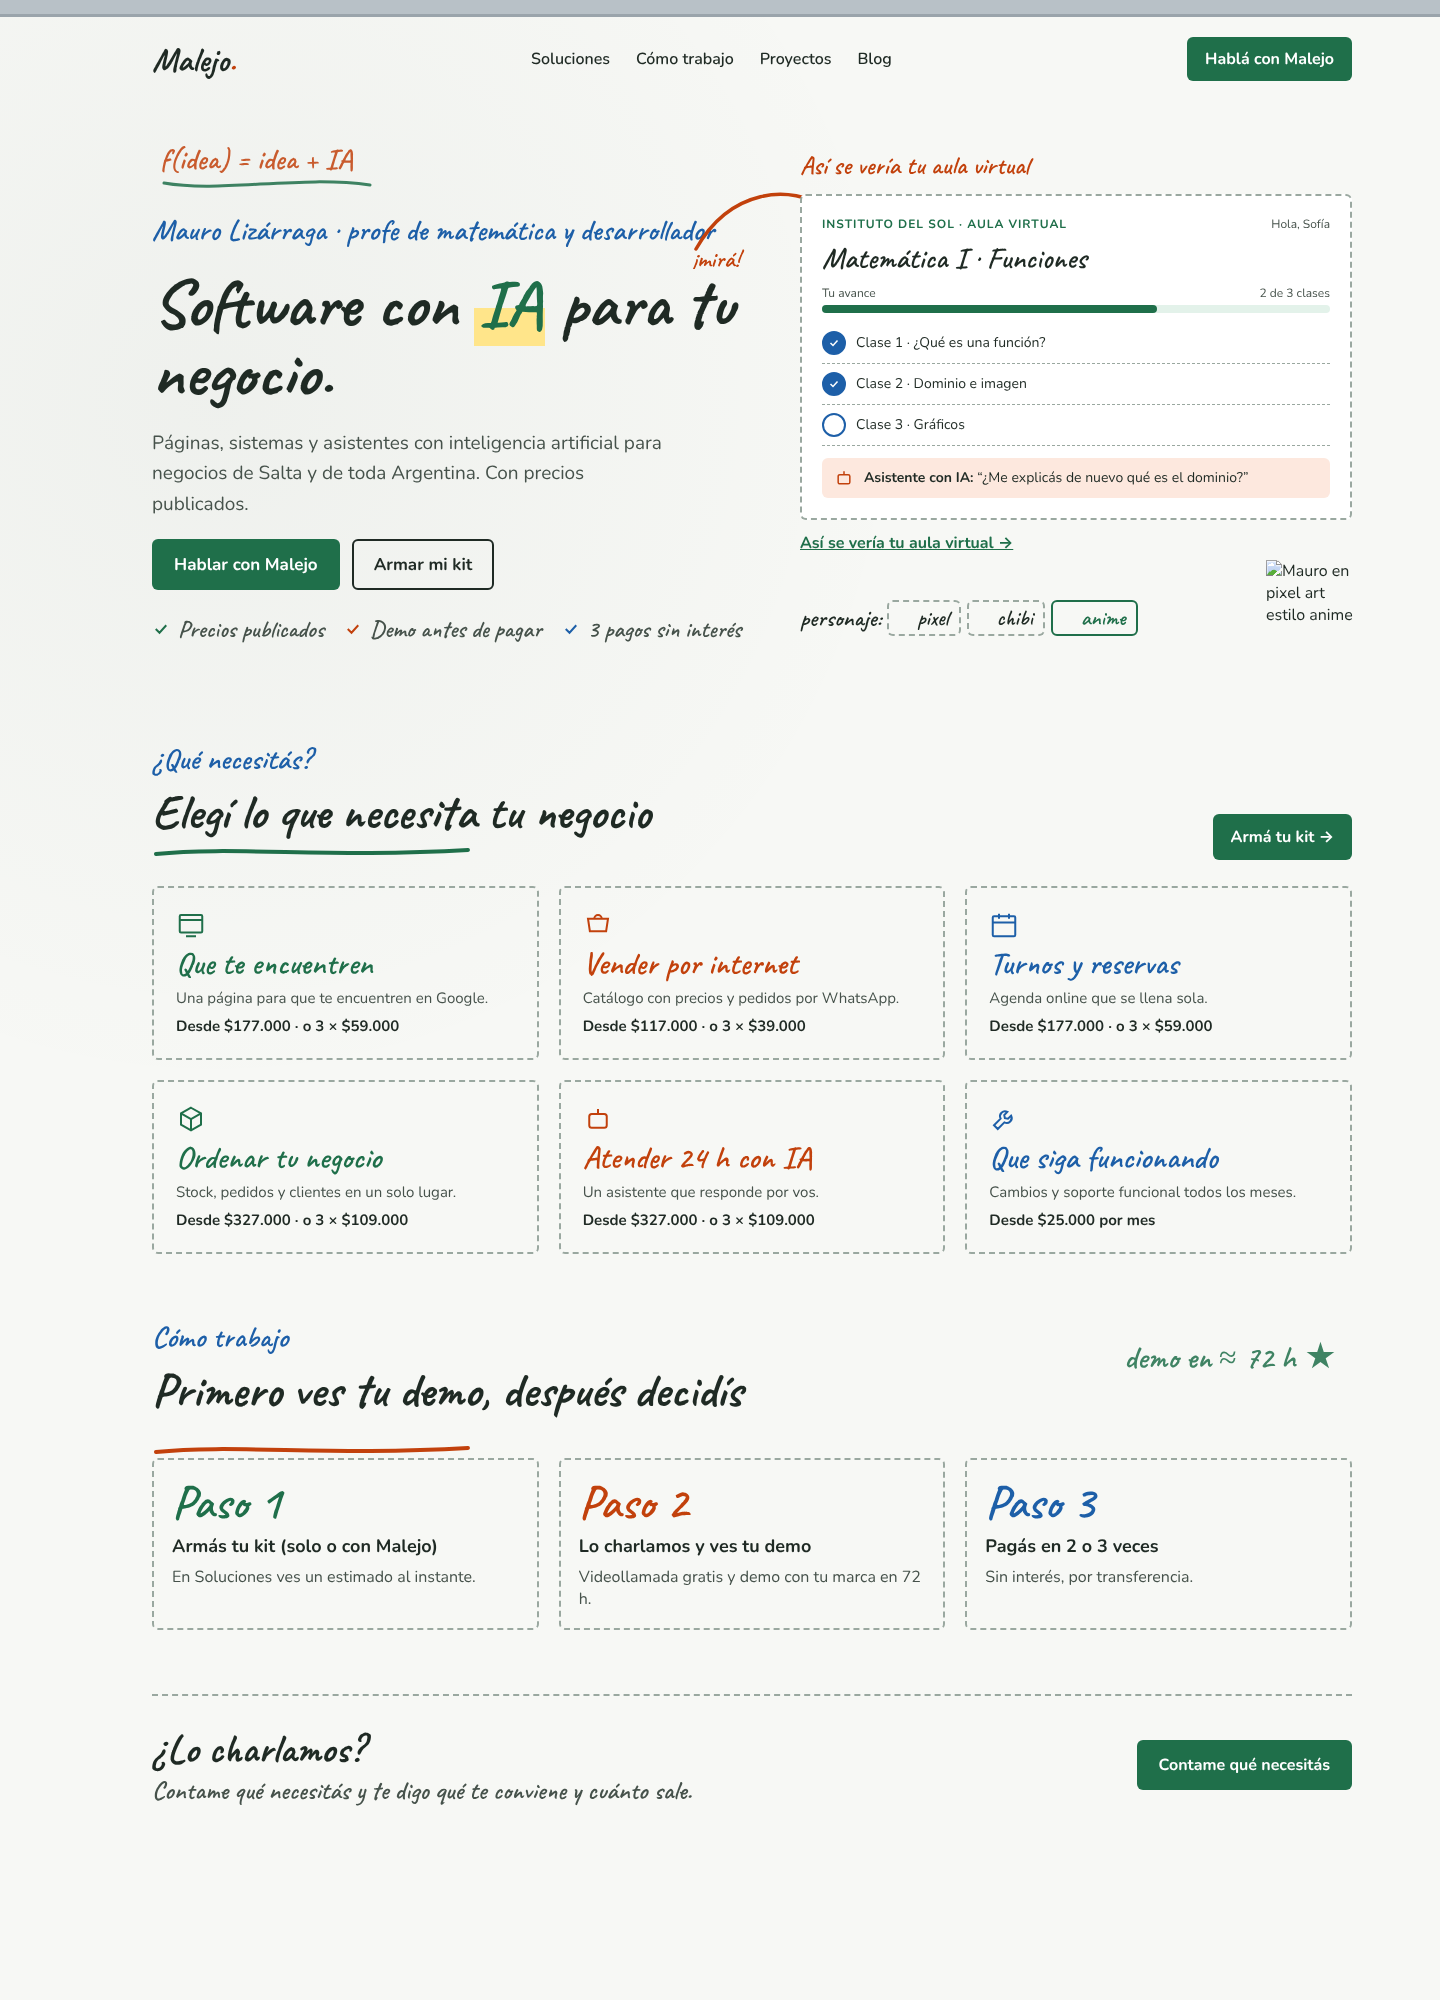 Malejo.
Soluciones Cómo trabajo Proyectos Blog
Hablá con Malejo
f(idea) = idea + IA
Mauro Lizárraga · profe de matemática y desarrollador
¡mirá!
Software con IA para tu
negocio.
Páginas, sistemas y asistentes con inteligencia artificial para
negocios de Salta y de toda Argentina. Con precios
publicados.
Hablar con Malejo
Armar mi kit
Precios publicados
Demo antes de pagar
3 pagos sin interés
Así se vería tu aula virtual
INSTITUTO DEL SOL · AULA VIRTUAL
Hola, Sofía
Matemática I · Funciones
Tu avance
2 de 3 clases
Clase 1 · ¿Qué es una función?
Clase 2 · Dominio e imagen
Clase 3 · Gráficos
Asistente con IA: “¿Me explicás de nuevo qué es el dominio?”
Así se vería tu aula virtual →
personaje: pixel chibi anime
Mauro en
pixel art
estilo anime
¿Qué necesitás?
Elegí lo que necesita tu negocio
Armá tu kit →
Que te encuentren
Una página para que te encuentren en Google.
Desde $177.000 · o 3 × $59.000
Vender por internet
Catálogo con precios y pedidos por WhatsApp.
Desde $117.000 · o 3 × $39.000
Turnos y reservas
Agenda online que se llena sola.
Desde $177.000 · o 3 × $59.000
Ordenar tu negocio
Stock, pedidos y clientes en un solo lugar.
Desde $327.000 · o 3 × $109.000
Atender 24 h con IA
Un asistente que responde por vos.
Desde $327.000 · o 3 × $109.000
Que siga funcionando
Cambios y soporte funcional todos los meses.
Desde $25.000 por mes
Cómo trabajo
Primero ves tu demo, después decidís
demo en ≈ 72 h ★
Paso 1
Armás tu kit (solo o con Malejo)
En Soluciones ves un estimado al instante.
Paso 2
Lo charlamos y ves tu demo
Videollamada gratis y demo con tu marca en 72
h.
Paso 3
Pagás en 2 o 3 veces
Sin interés, por transferencia.
¿Lo charlamos?
Contame qué necesitás y te digo qué te conviene y cuánto sale.
Contame qué necesitás